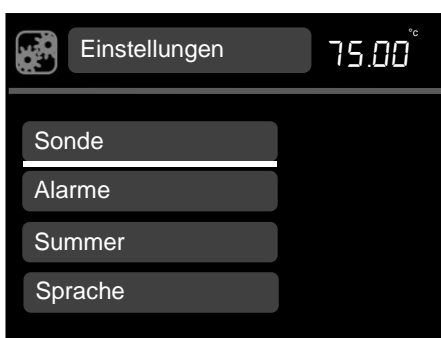 Einstellungen 75.00 °c
Sonde
Alarme
Summer
Sprache